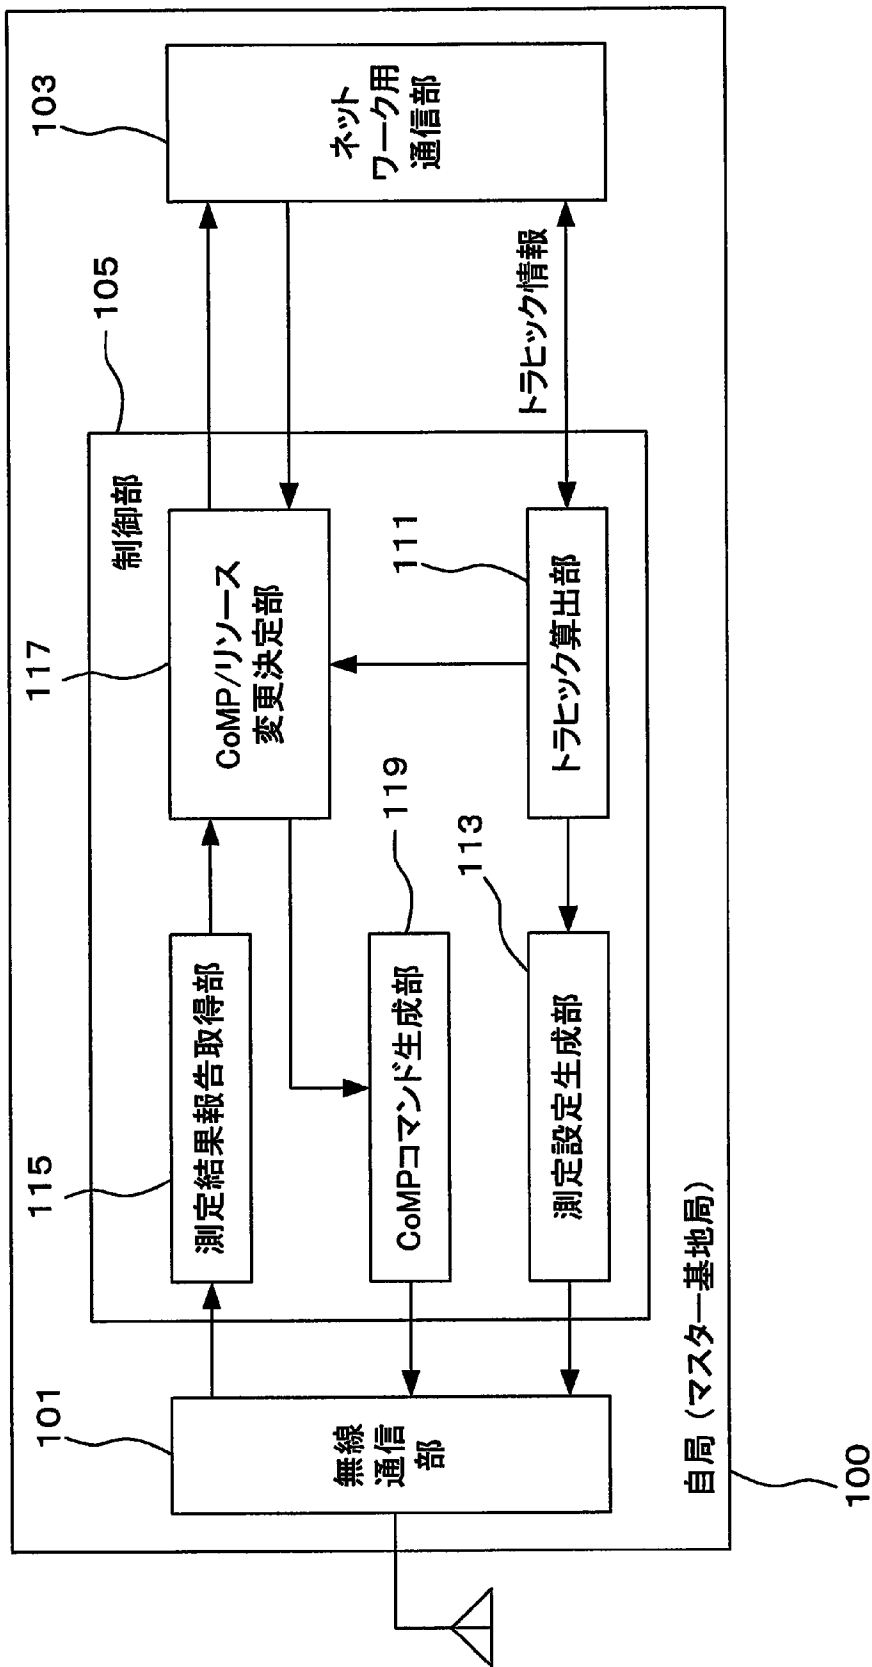 100
自局（マスター基地局）
101
無線
通信
部
105
制御部
115
測定結果報告取得部
117
CoMP/リソース
変更決定部
119
CoMPコマンド生成部
113
測定設定生成部
111
トラヒック算出部
トラヒック情報
103
ネット
ワーク用
通信部